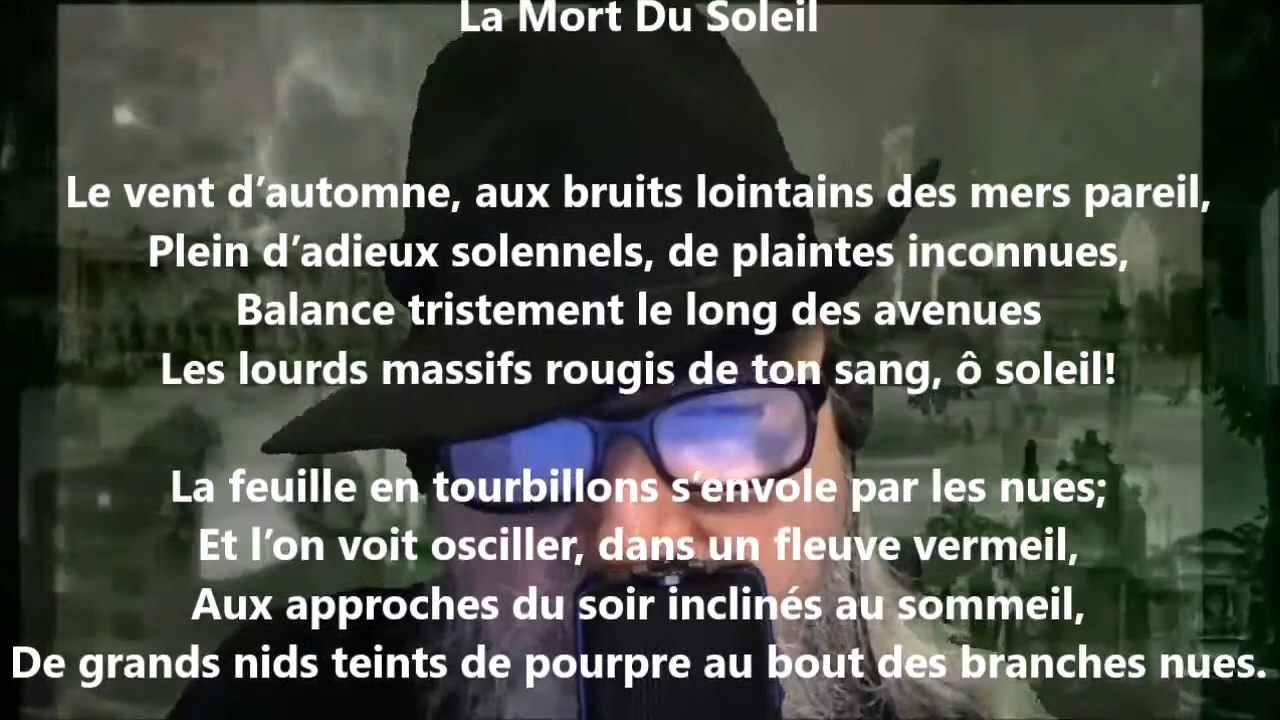 La Mort Du Soleil
Le vent d’automne, aux bruits lointains des mers pareil,
Plein d’adieux solennels, de plaintes inconnues,
Balance tristement le long des avenues
Les lourds massifs rougis de ton sang, ô soleil!
La feuille en tourbillons s’envole par les nues;
Et l’on voit osciller, dans un fleuve vermeil,
Aux approches du soir inclinés au sommeil,
De grands nids teints de pourpre au bout des branches nues.